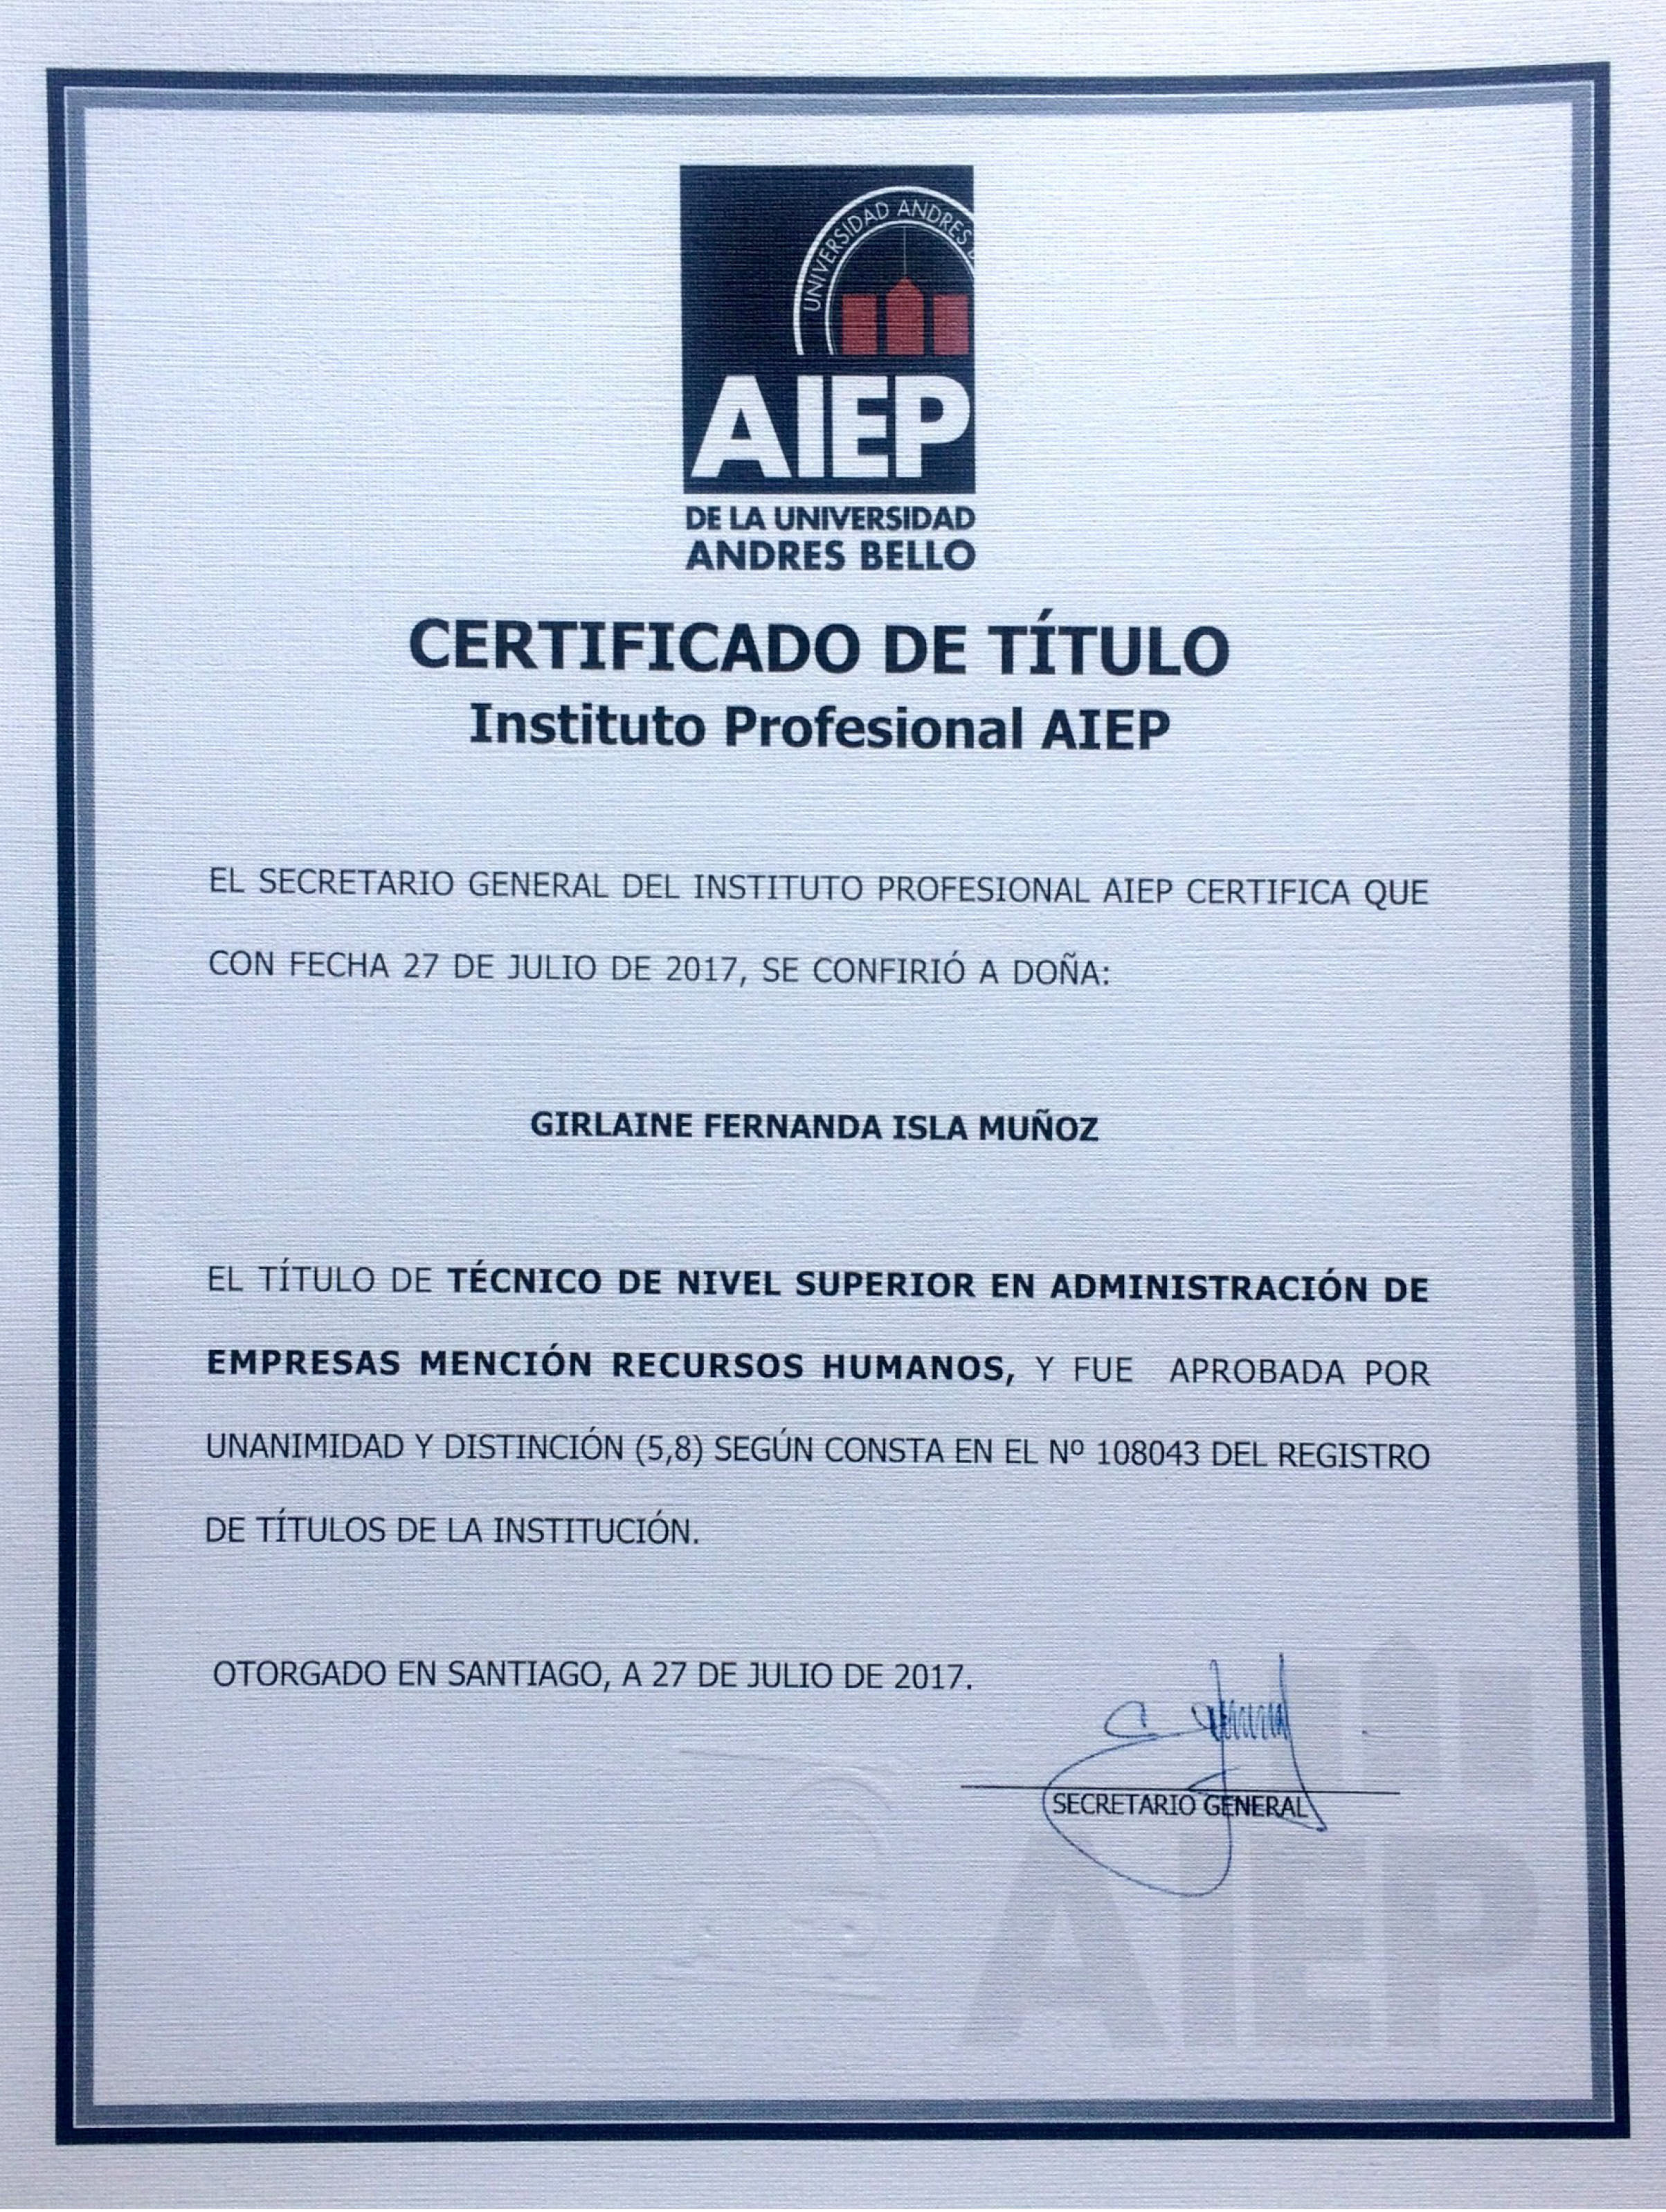 UNIVERSIDAD ANDRES
AIEP
DE LA UNIVERSIDAD
ANDRES BELLO
CERTIFICADO DE TÍTULO
Instituto Profesional AIEP
EL SECRETARIO GENERAL DEL INSTITUTO PROFESIONAL AIEP CERTIFICA QUE
CON FECHA 27 DE JULIO DE 2017, SE CONFIRIÓ A DOÑA:
GIRLAINE FERNANDA ISLA MUÑOZ
EL TÍTULO DE TÉCNICO DE NIVEL SUPERIOR EN ADMINISTRACIÓN DE
EMPRESAS MENCIÓN RECURSOS HUMANOS, Y FUE APROBADA POR
UNANIMIDAD Y DISTINCIÓN (5,8) SEGÚN CONSTA EN EL Nº 108043 DEL REGISTRO
DE TÍTULOS DE LA INSTITUCIÓN.
OTORGADO EN SANTIAGO, A 27 DE JULIO DE 2017.
SECRETARIO GENERAL
AIEP